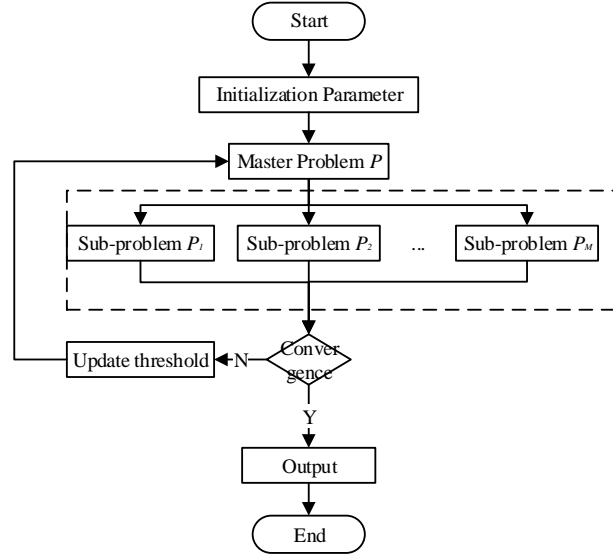 Start
Initialization Parameter
Master Problem P
Sub-problem P1
Sub-problem P2
...
Sub-problem PM
Conver
gence
N
Update threshold
Y
Output
End